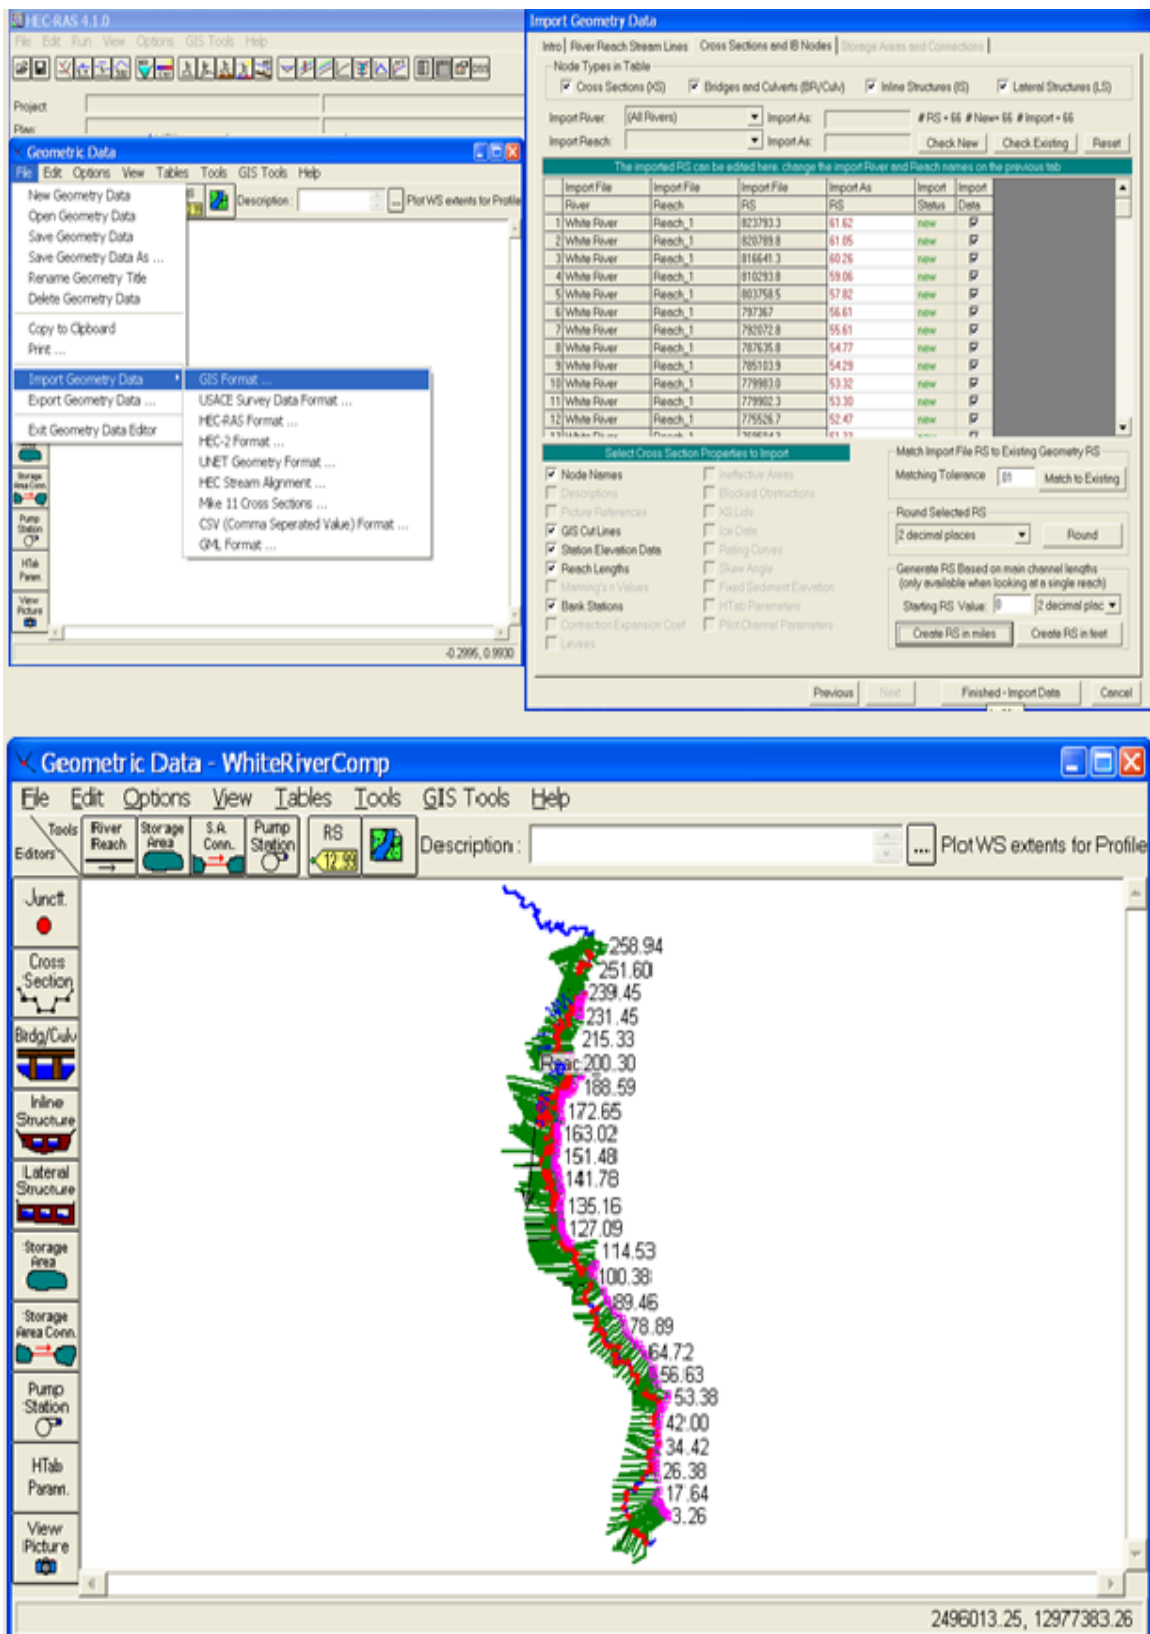 HEC-RAS 4.1.0
File Edit Run View Options GIS Tools Help
Project
Plan:
Geometric Data
File Edit Options View Tables Tools GIS Tools Help
New Geometry Data
Open Geometry Data
Save Geometry Data
Save Geometry Data As ...
Rename Geometry Title
Delete Geometry Data
Copy to Clipboard
Print ...
Import Geometry Data
Export Geometry Data ...
Exit Geometry Data Editor
Description :
... Plot WS extents for Profile
GIS Format ...
USACE Survey Data Format ...
HEC-RAS Format ...
HEC-2 Format ...
UNET Geometry Format ...
HEC Stream Alignment ...
Mike 11 Cross Sections ...
CSV (Comma Seperated Value) Format ...
GML Format ...
Storage
Area Conn.
Pump
Station
HTab
Param.
View
Picture
-0.2995, 0.9930
Import Geometry Data
Intro River Reach Stream Lines Cross Sections and IB Nodes Storage Areas and Connections
Node Types in Table
Cross Sections (XS) Bridges and Culverts (BR/Culv) Inline Structures (IS) Lateral Structures (LS)
Import River: (All Rivers) Import As: # RS = 66 # New= 66 # Import = 66
Import Reach: Import As: Check New Check Existing Reset
The imported RS can be edited here. change the import River and Reach names on the previous tab
Import File Import File Import File Import As Import Import
River Reach RS RS Status Data
1 White River Reach_1 823793.3 61.62 new
2 White River Reach_1 820789.8 61.05 new
3 White River Reach_1 816641.3 60.26 new
4 White River Reach_1 810293.8 59.06 new
5 White River Reach_1 803758.5 57.82 new
6 White River Reach_1 797367 56.61 new
7 White River Reach_1 792072.8 55.61 new
8 White River Reach_1 787635.8 54.77 new
9 White River Reach_1 785103.9 54.29 new
10 White River Reach_1 779983.0 53.32 new
11 White River Reach_1 779902.3 53.30 new
12 White River Reach_1 775526.7 52.47 new
Select Cross Section Properties to Import
Node Names Ineffective Areas
Descriptions Blocked Obstructions
Picture References XS Lids
GIS Cut Lines Ice Data
Station Elevation Data Rating Curves
Reach Lengths Skew Angle
Manning's n Values Fixed Sediment Elevation
Bank Stations HTab Parameters
Contraction Expansion Coef Pilot Channel Parameters
Levees
Match Import File RS to Existing Geometry RS
Matching Tolerance .01 Match to Existing
Round Selected RS
2 decimal places Round
Generate RS Based on main channel lengths
(only available when looking at a single reach)
Starting RS Value: 0 2 decimal plac
Create RS in miles Create RS in feet
Previous Next Finished - Import Data Cancel
Geometric Data - WhiteRiverComp
File Edit Options View Tables Tools GIS Tools Help
Tools
Editors
River
Reach
Storage
Area
S.A.
Conn.
Pump
Station
RS
12.99
Description :
... Plot WS extents for Profile
Junct.
Cross
Section
Brdg/Culv
Inline
Structure
Lateral
Structure
Storage
Area
Storage
Area Conn.
Pump
Station
HTab
Param.
View
Picture
258.94
251.60
239.45
231.45
215.33
Reac 200.30
188.59
172.65
163.02
151.48
141.78
135.16
127.09
114.53
100.38
89.46
78.89
64.72
56.63
53.38
42.00
34.42
26.38
17.64
3.26
2496013.25, 12977383.26